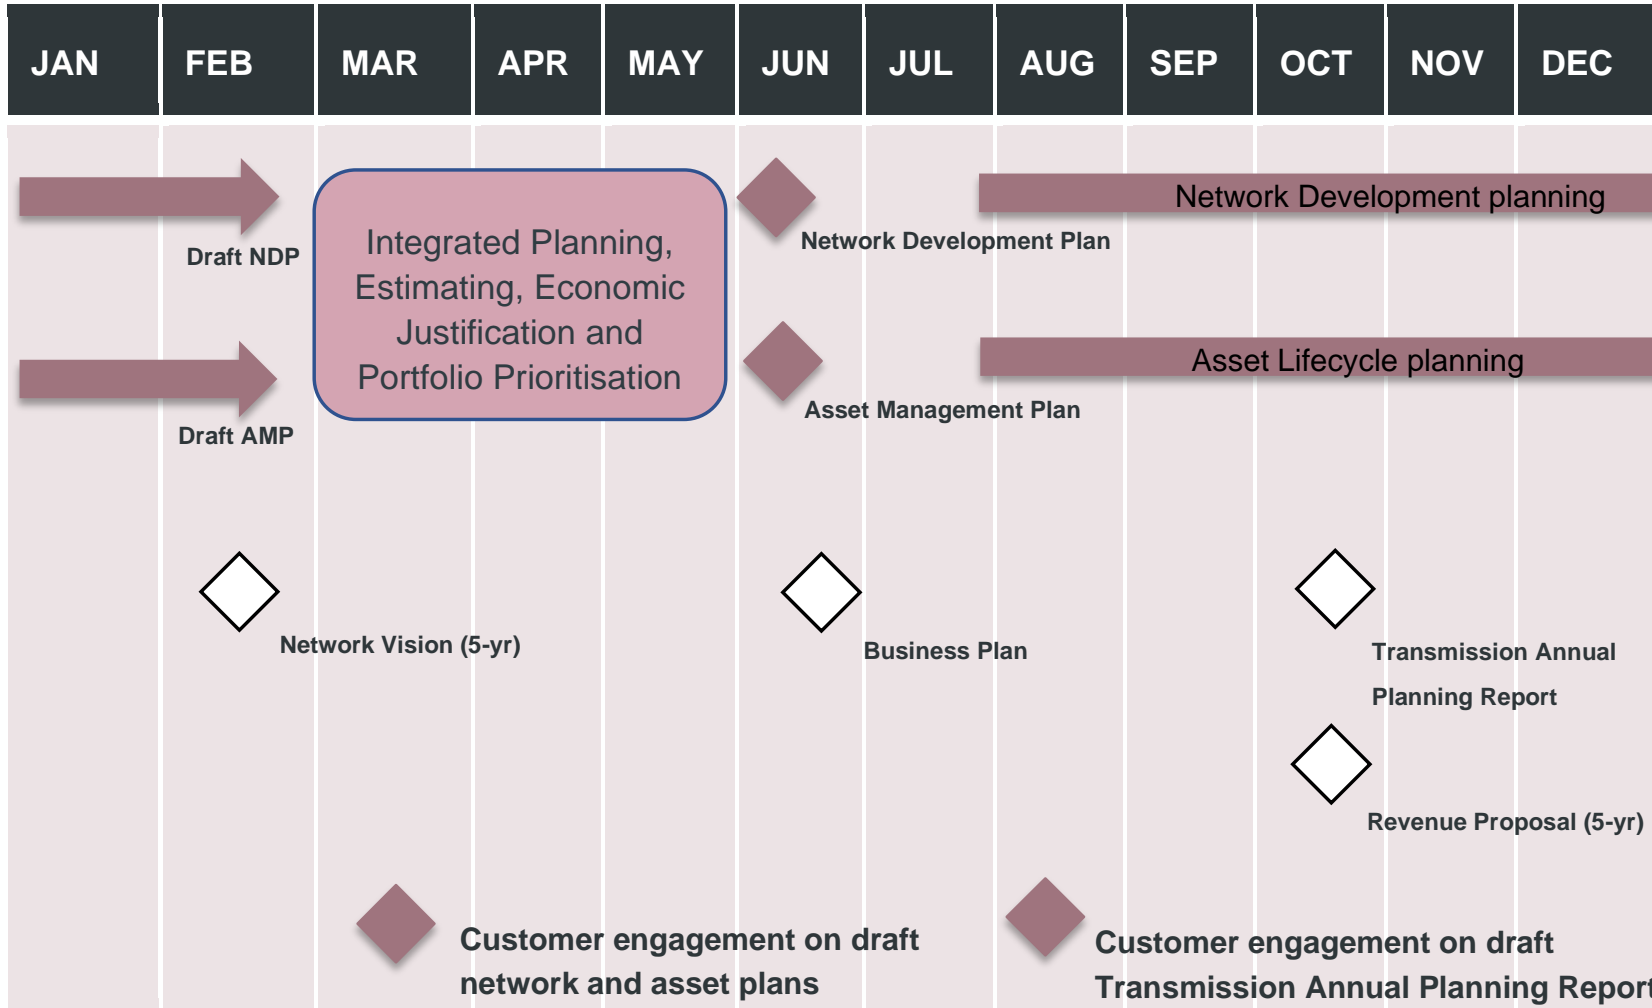 JAN FEB MAR APR MAY JUN JUL AUG SEP OCT NOV DEC
Draft NDP
Integrated Planning,
Estimating, Economic
Justification and
Portfolio Prioritisation
Network Development Plan
Network Development planning
Draft AMP
Asset Management Plan
Asset Lifecycle planning
Network Vision (5-yr)
Business Plan
Transmission Annual
Planning Report
Revenue Proposal (5-yr)
Customer engagement on draft
network and asset plans
Customer engagement on draft
Transmission Annual Planning Report